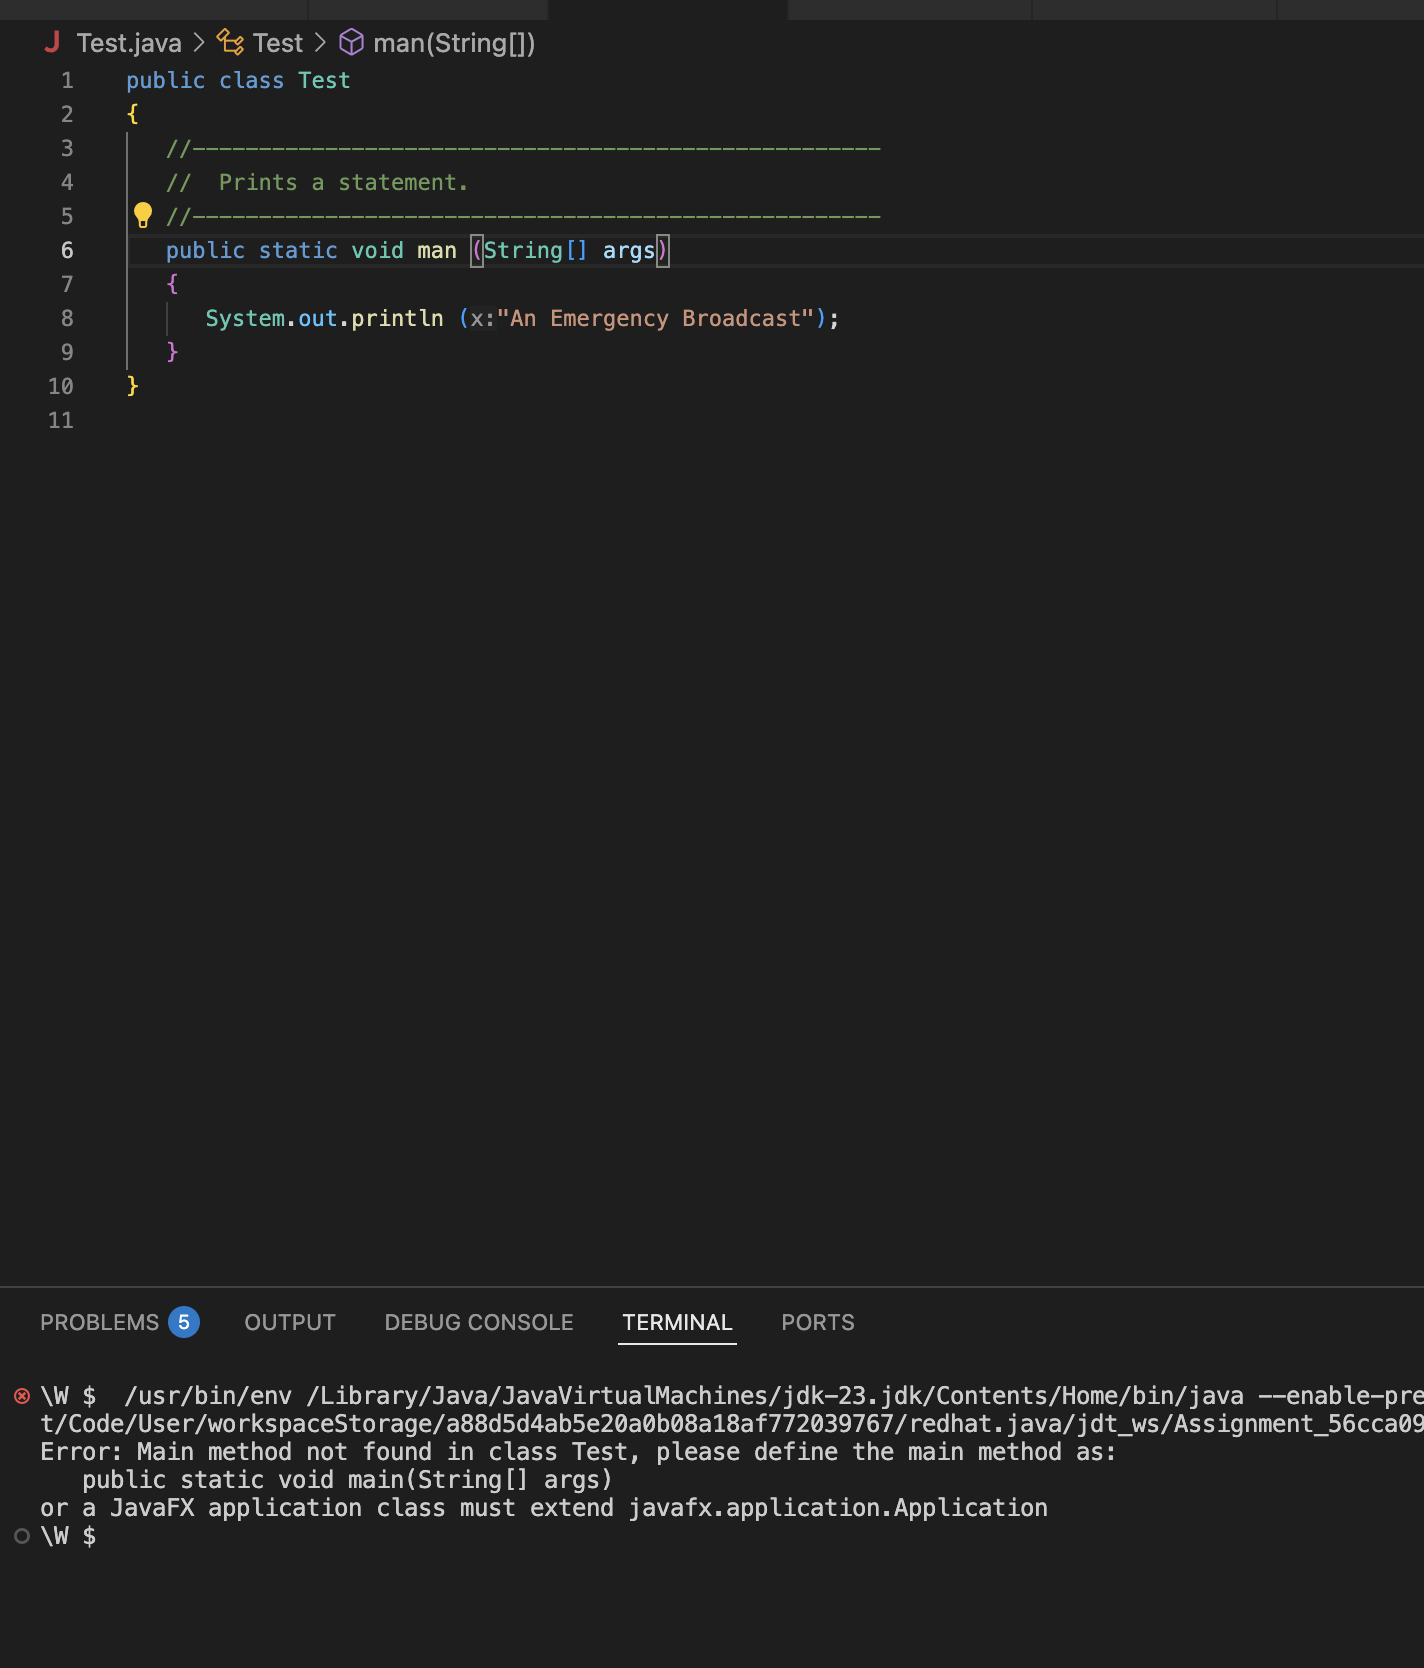 J Test.java > Test > man(String[])
1 public class Test
2 {
3 //----------------------------------------------------
4 //  Prints a statement.
5 //----------------------------------------------------
6 public static void man (String[] args)
7 {
8 System.out.println (x:"An Emergency Broadcast");
9 }
10 }
11
PROBLEMS 5 OUTPUT DEBUG CONSOLE TERMINAL PORTS
\W $  /usr/bin/env /Library/Java/JavaVirtualMachines/jdk-23.jdk/Contents/Home/bin/java --enable-pre
t/Code/User/workspaceStorage/a88d5d4ab5e20a0b08a18af772039767/redhat.java/jdt_ws/Assignment_56cca09
Error: Main method not found in class Test, please define the main method as:
   public static void main(String[] args)
or a JavaFX application class must extend javafx.application.Application
\W $